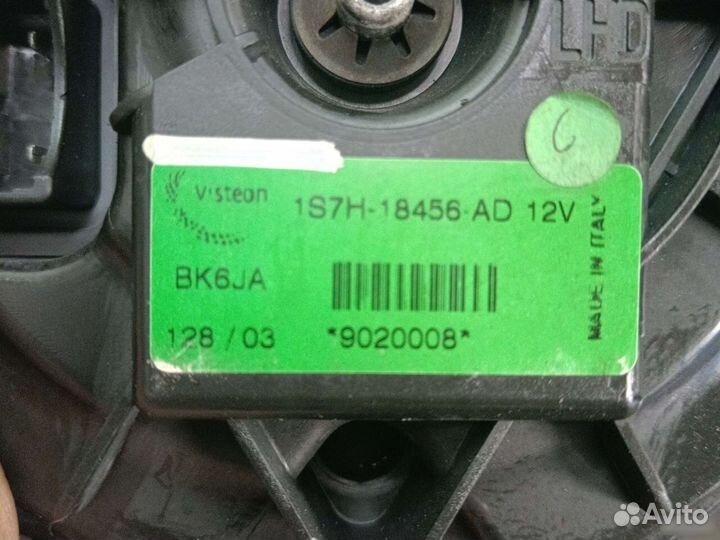 LHD
6
Visteon
1S7H-18456-AD 12V
BK6JA
128 / 03
*9020008*
MADE IN ITALY
Avito